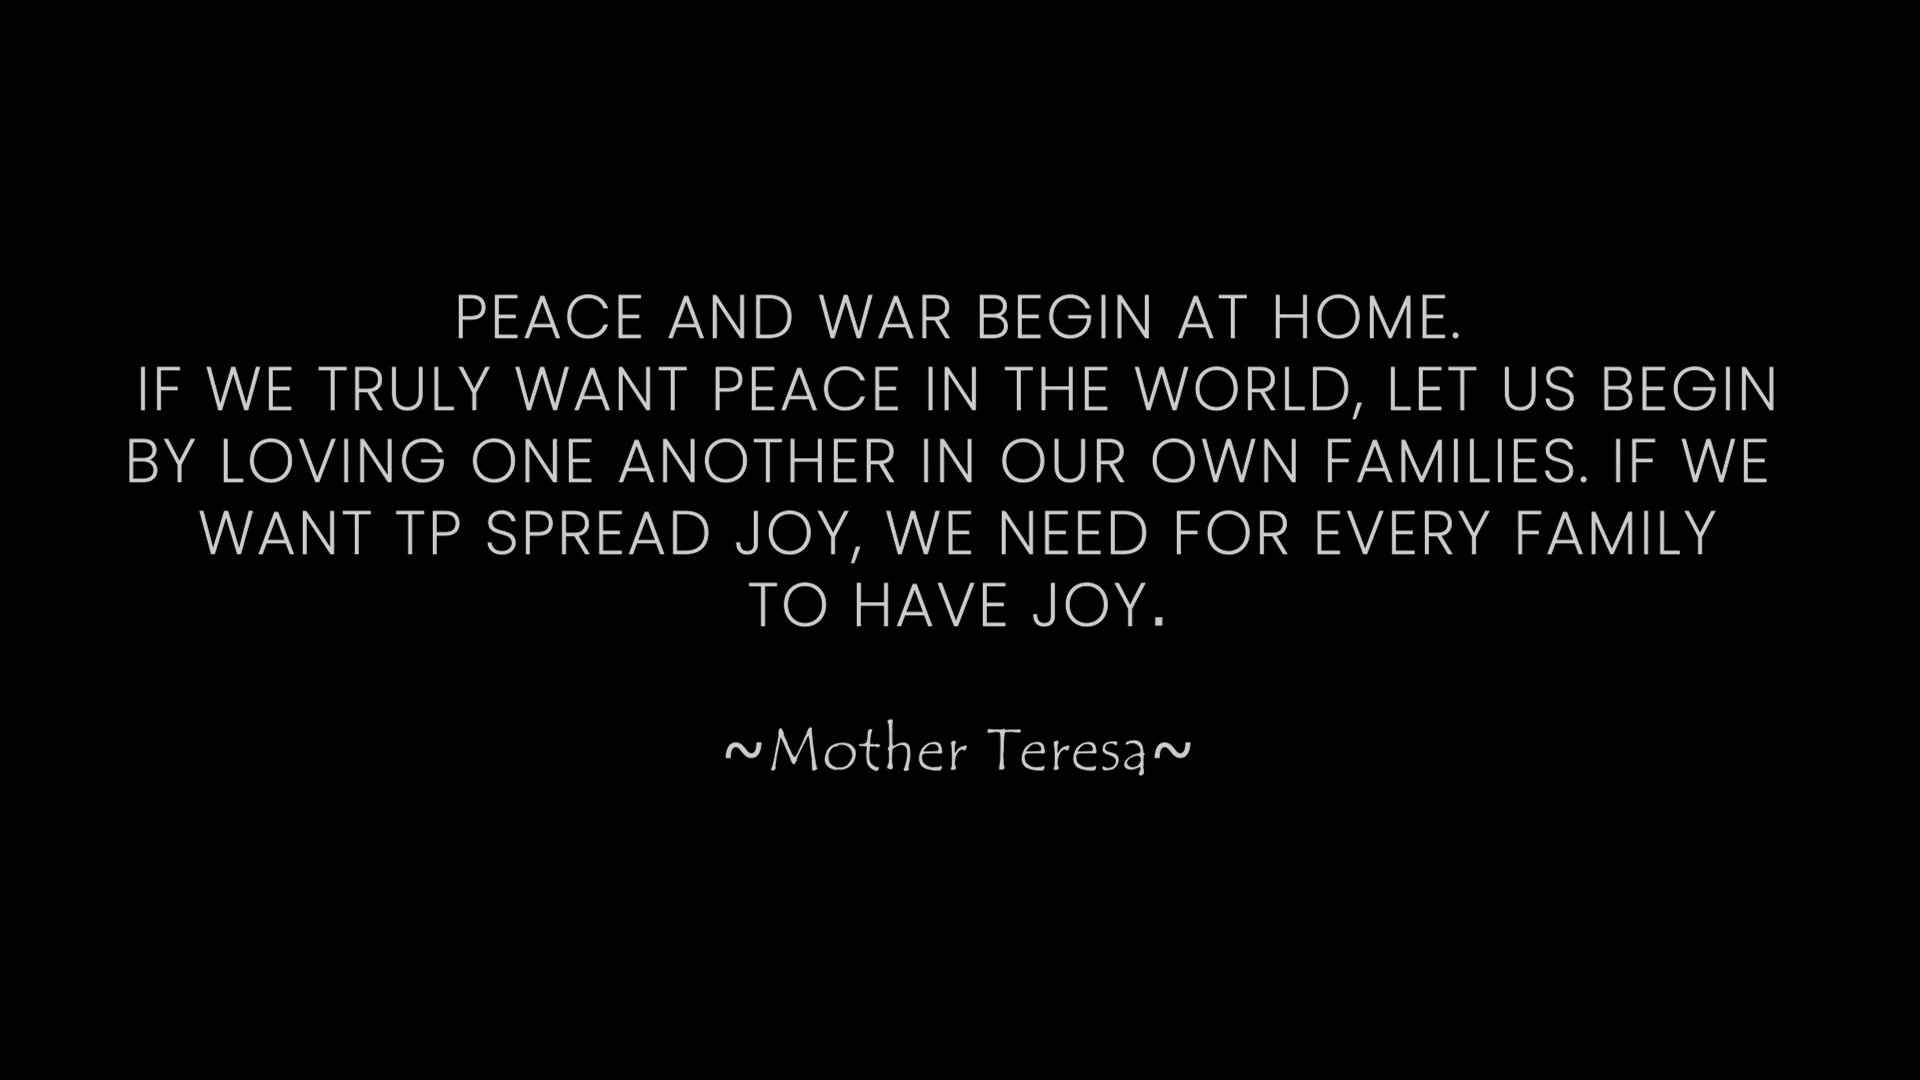 PEACE AND WAR BEGIN AT HOME.
IF WE TRULY WANT PEACE IN THE WORLD, LET US BEGIN
BY LOVING ONE ANOTHER IN OUR OWN FAMILIES. IF WE
WANT TP SPREAD JOY, WE NEED FOR EVERY FAMILY
TO HAVE JOY.
~Mother Teresa~